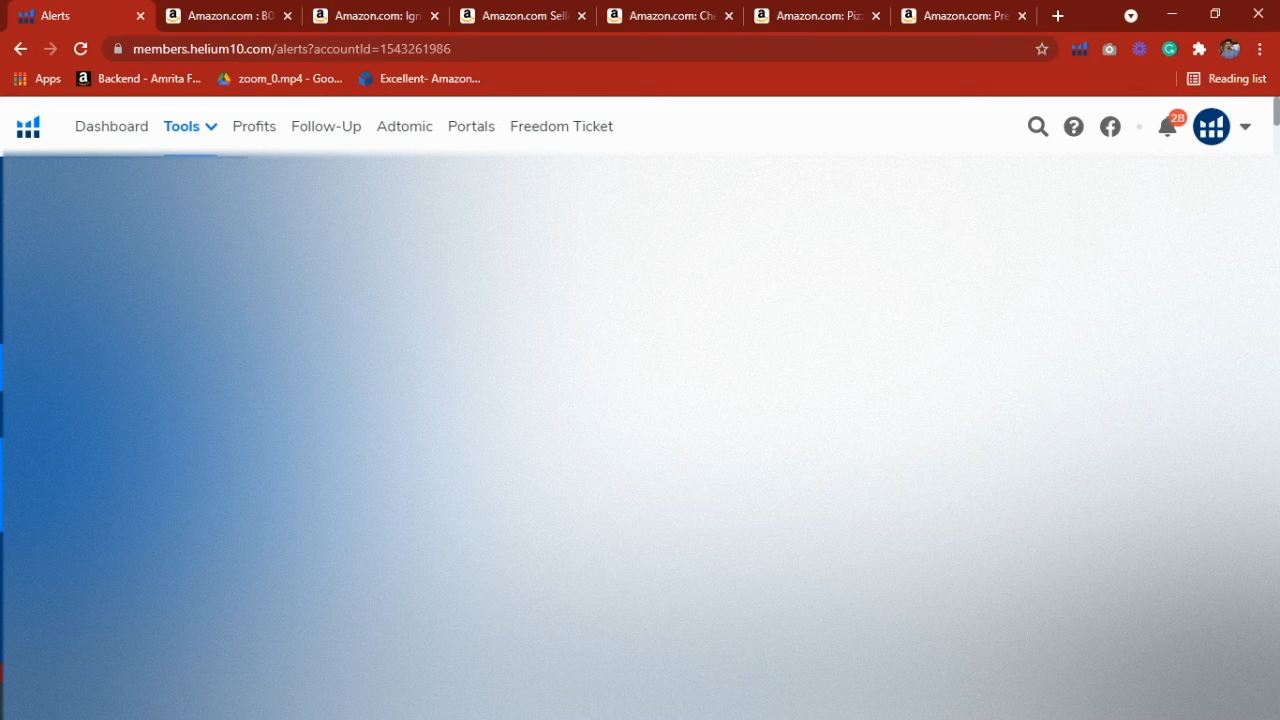 Alerts Amazon.com : B0 Amazon.com: Ign Amazon.com Sell Amazon.com: Che Amazon.com: Piz Amazon.com: Pre
members.helium10.com/alerts?accountId=1543261986
Apps Backend - Amrita F... zoom_0.mp4 - Goo... Excellent- Amazon... Reading list
Dashboard Tools Profits Follow-Up Adtomic Portals Freedom Ticket 28